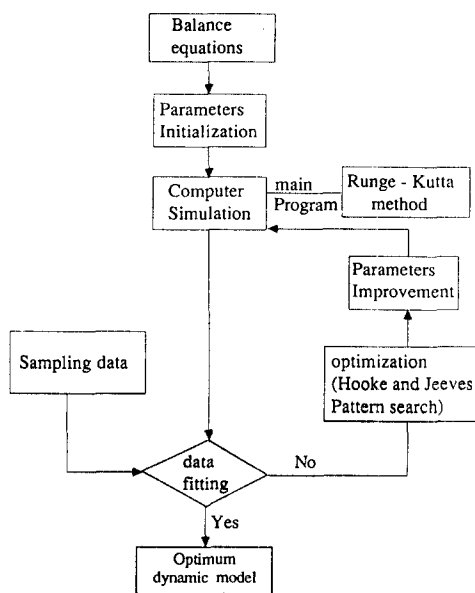 Balance
equations
Parameters
Initialization
Computer
Simulation
main
Program
Runge - Kutta
method
Parameters
Improvement
Sampling data
optimization
(Hooke and Jeeves
Pattern search)
data
fitting
No
Yes
Optimum
dynamic model